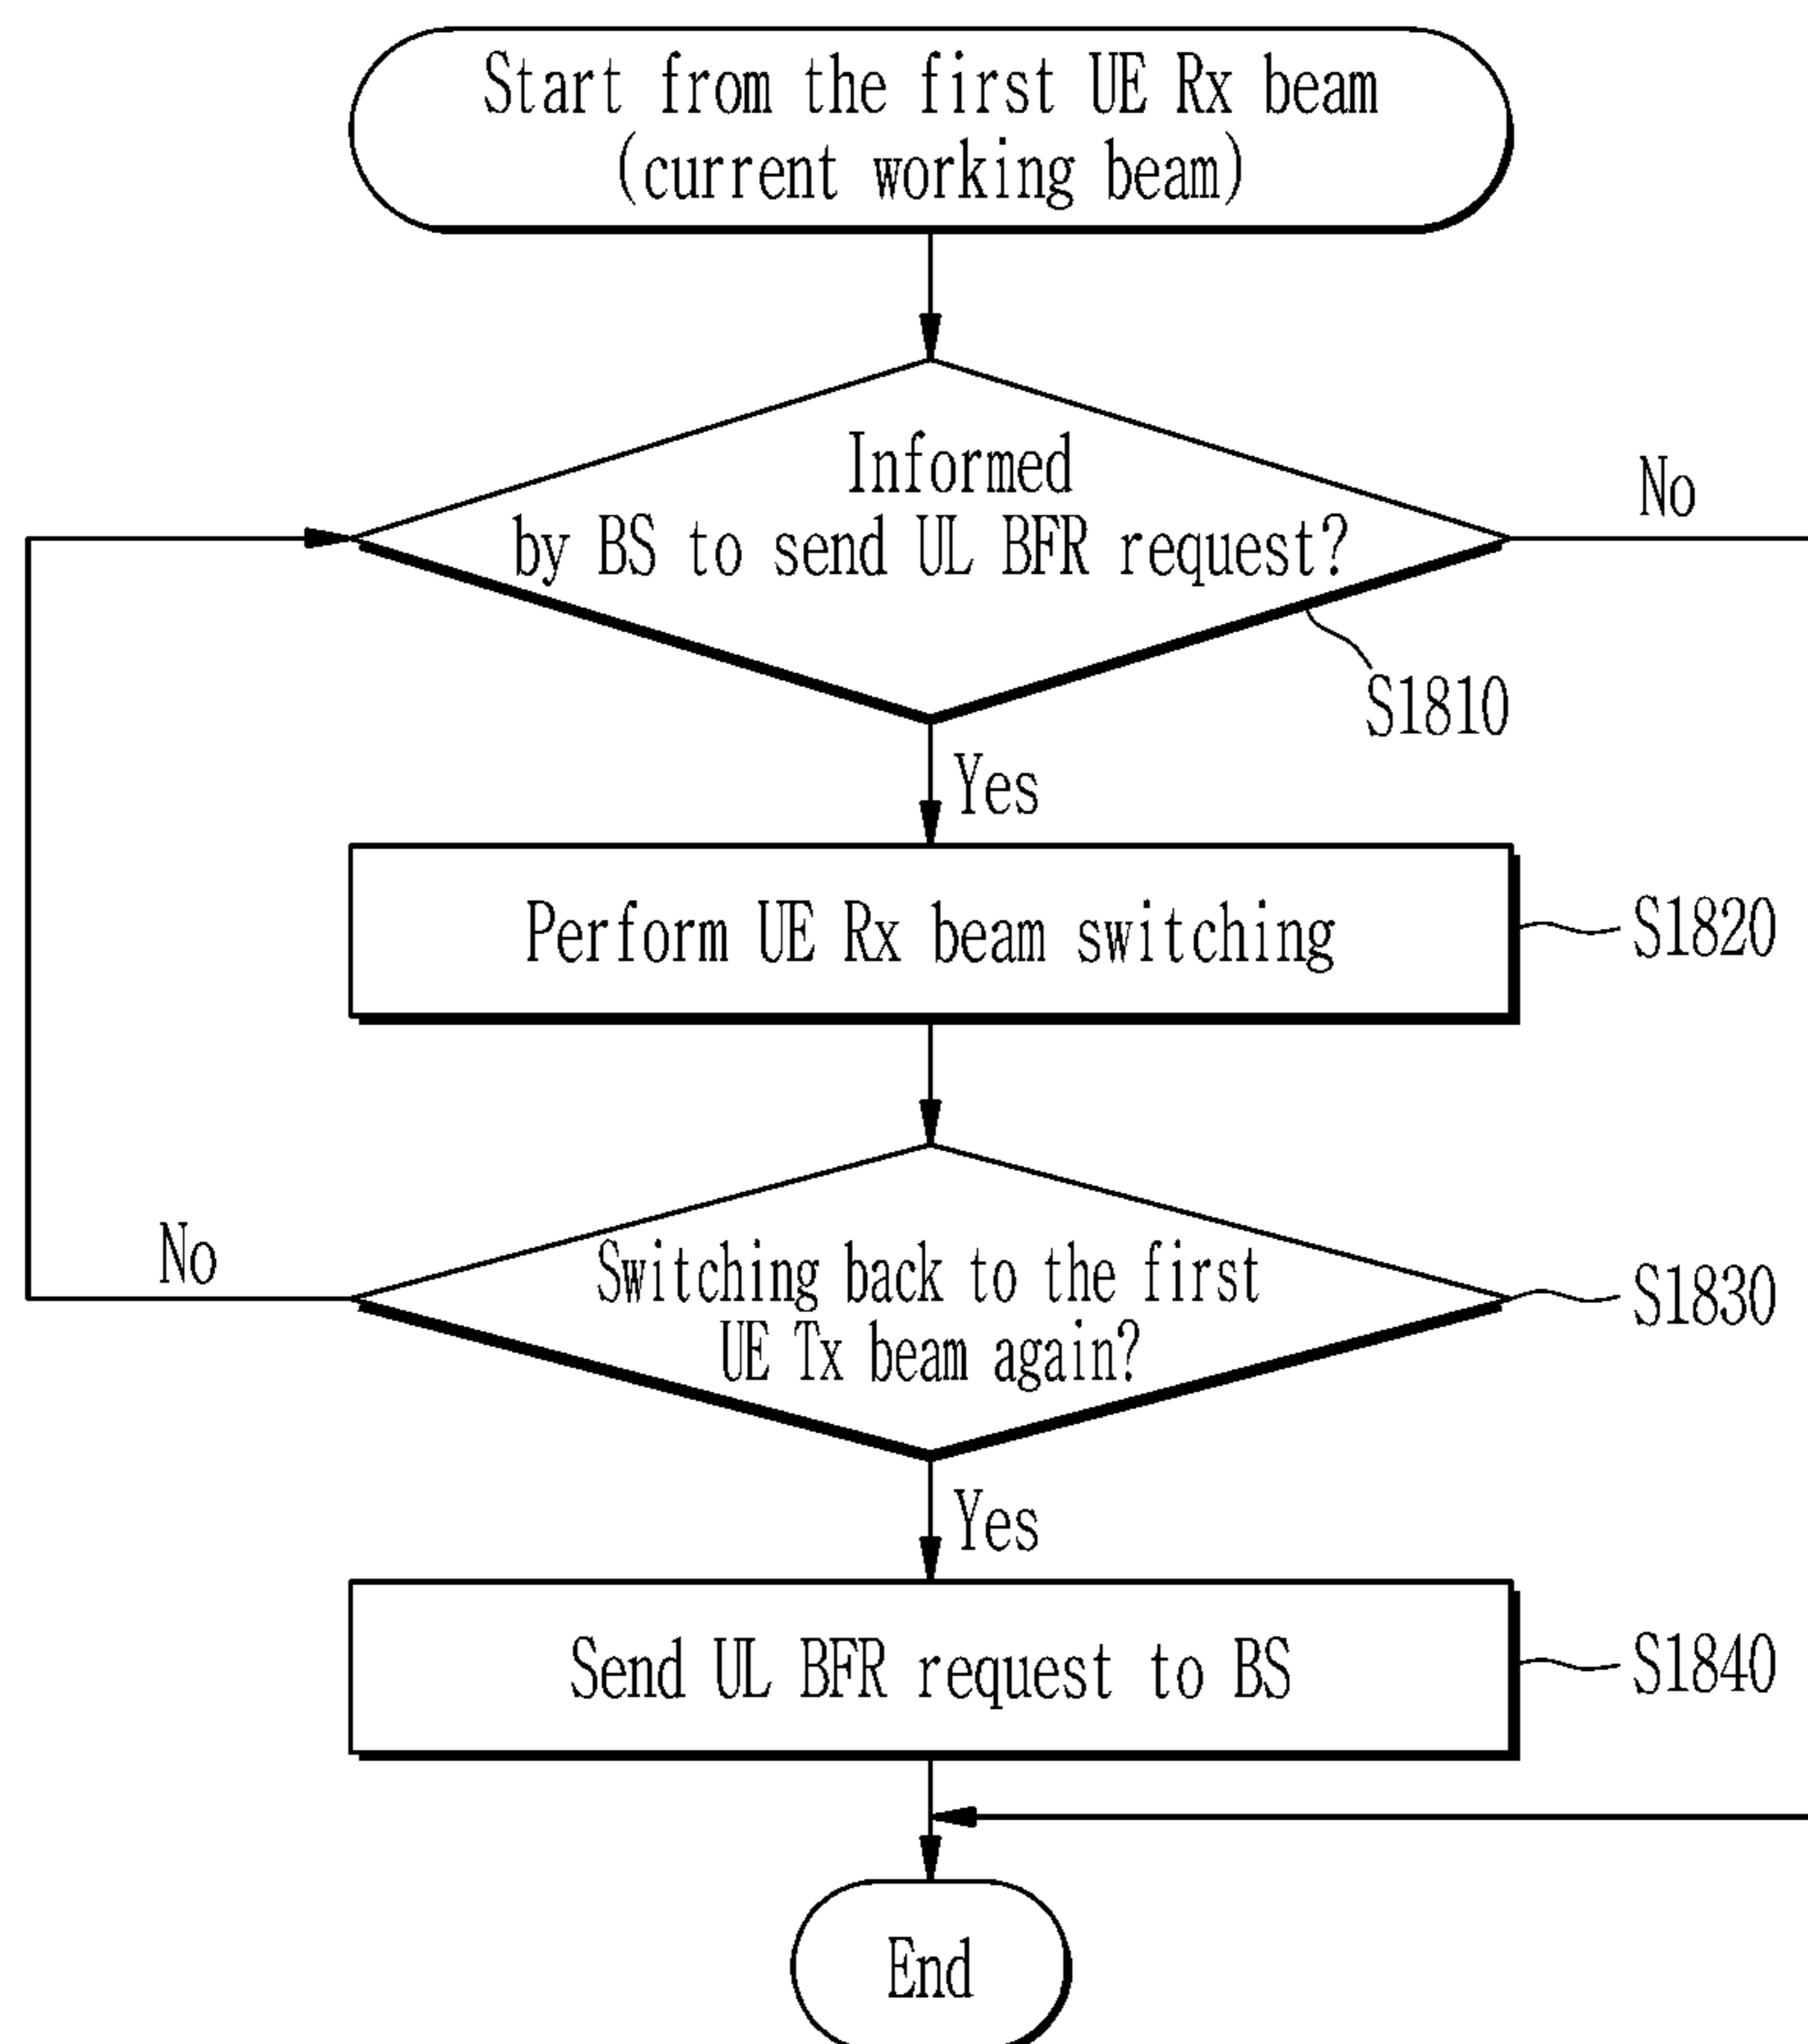 Start from the first UE Rx beam
(current working beam)
Informed
by BS to send UL BFR request?
No
S1810
Yes
Perform UE Rx beam switching
S1820
Switching back to the first
UE Tx beam again?
No
S1830
Yes
Send UL BFR request to BS
S1840
End